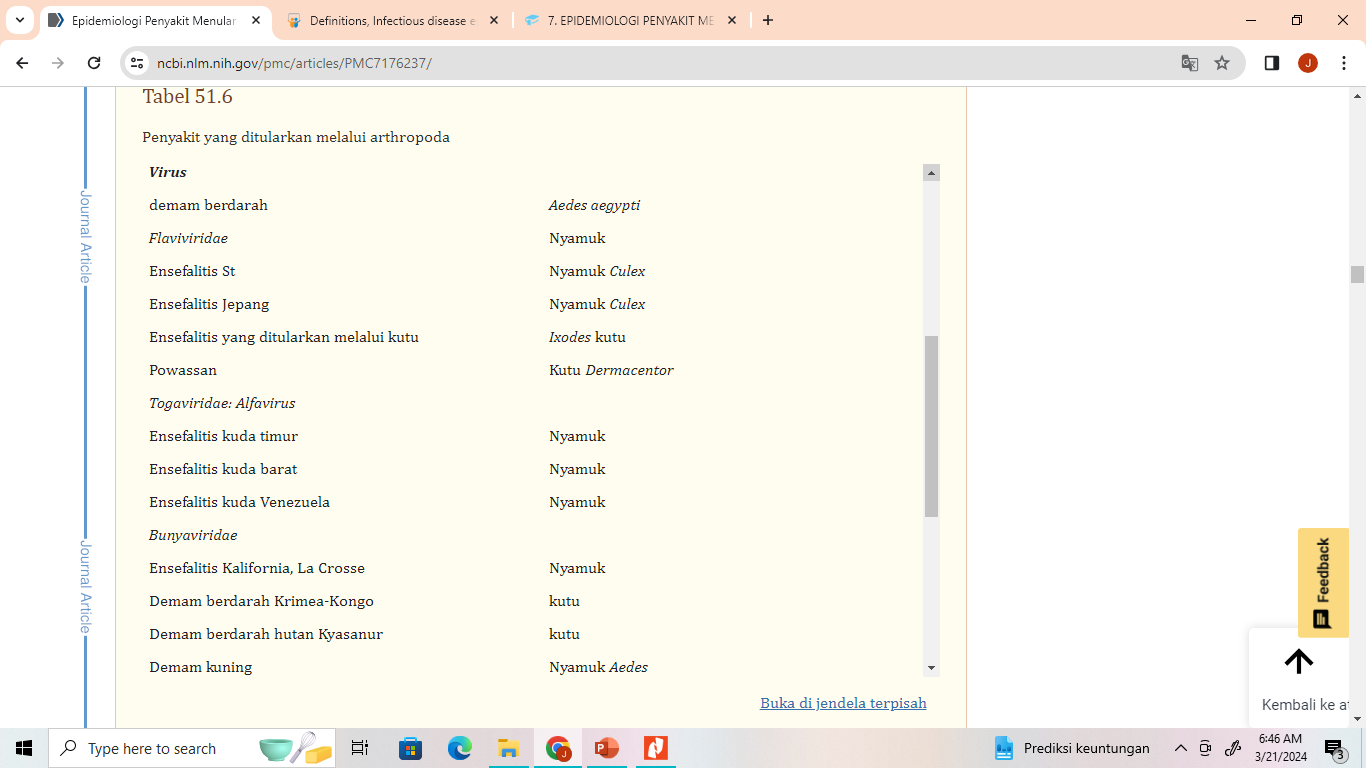 Epidemiologi Penyakit Menular
Definitions, Infectious disease e
7. EPIDEMIOLOGI PENYAKIT ME
ncbi.nlm.nih.gov/pmc/articles/PMC7176237/
J
Tabel 51.6
Penyakit yang ditularkan melalui arthropoda
Virus
demam berdarah Aedes aegypti
Flaviviridae Nyamuk
Ensefalitis St Nyamuk Culex
Ensefalitis Jepang Nyamuk Culex
Ensefalitis yang ditularkan melalui kutu Ixodes kutu
Powassan Kutu Dermacentor
Togaviridae: Alfavirus
Ensefalitis kuda timur Nyamuk
Ensefalitis kuda barat Nyamuk
Ensefalitis kuda Venezuela Nyamuk
Bunyaviridae
Ensefalitis Kalifornia, La Crosse Nyamuk
Demam berdarah Krimea-Kongo kutu
Demam berdarah hutan Kyasanur kutu
Demam kuning Nyamuk Aedes
Buka di jendela terpisah
Journal Article
Journal Article
Feedback
Kembali ke at
Type here to search
Prediksi keuntungan
6:46 AM
3/21/2024
3